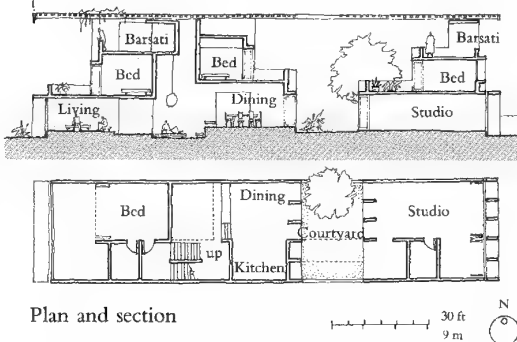 Barsati
Barsati
Bed
Bed
Bed
Living
Dining
Studio
Bed
Dining
Studio
Courtyard
up
Kitchen
Plan and section
30 ft
9 m
N